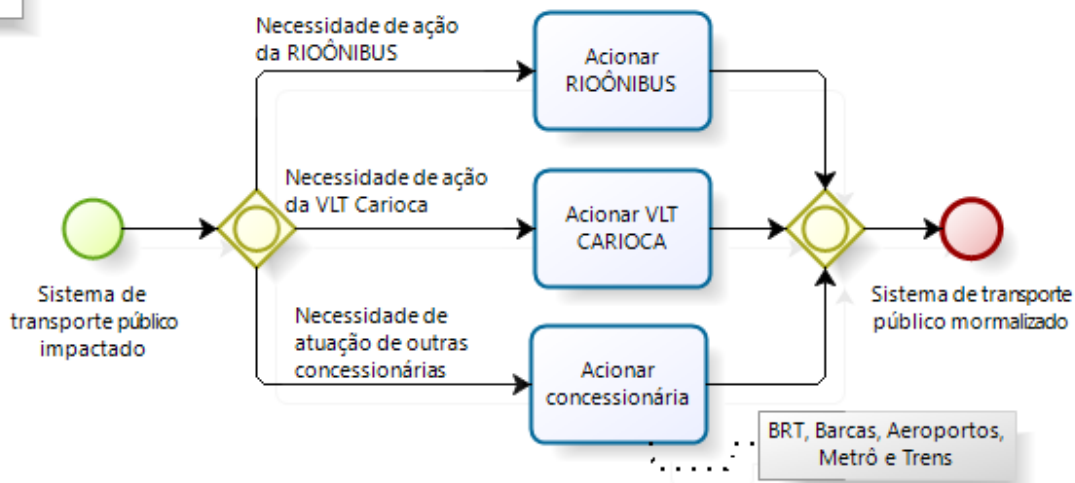 Necessidade de ação
da RIOÔNIBUS
Acionar
RIOÔNIBUS
Necessidade de ação
da VLT Carioca
Acionar VLT
CARIOCA
Sistema de
transporte público
impactado
Necessidade de
atuação de outras
concessionárias
Acionar
concessionária
Sistema de transporte
público mormalizado
BRT, Barcas, Aeroportos,
Metrô e Trens